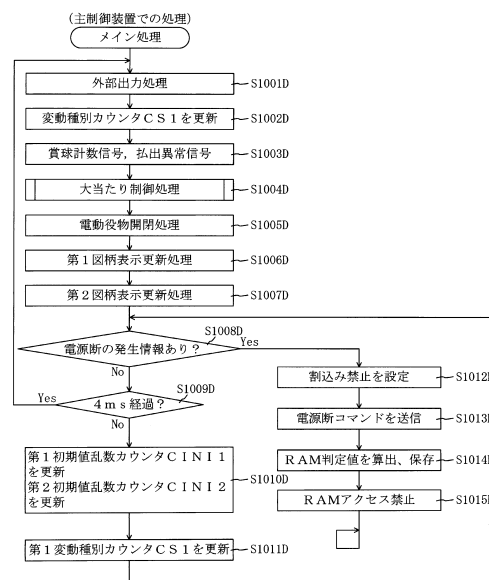 (主制御装置での処理)
メイン処理
外部出力処理 S1001D
変動種別カウンタCS1を更新 S1002D
賞球計数信号,払出異常信号 S1003D
大当たり制御処理 S1004D
電動役物開閉処理 S1005D
第1図柄表示更新処理 S1006D
第2図柄表示更新処理 S1007D
S1008D
電源断の発生情報あり? Yes
No
S1009D
Yes 4ms経過?
No
第1初期値乱数カウンタCINI1
を更新
第2初期値乱数カウンタCINI2
を更新
S1010D
第1変動種別カウンタCS1を更新 S1011D
割込み禁止を設定 S1012D
電源断コマンドを送信 S1013D
RAM判定値を算出、保存 S1014D
RAMアクセス禁止 S1015D